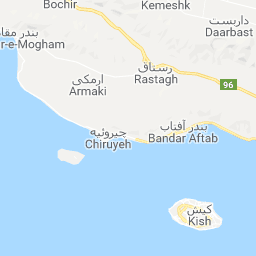 Bochir
Kemeshk
داربست
Daarbast
بندر مقا
r-e-Mogham
رستاق
Rastagh
ارمکی
Armaki
96
چیروئیه
Chiruyeh
بندر آفتاب
Bandar Aftab
کیش
Kish